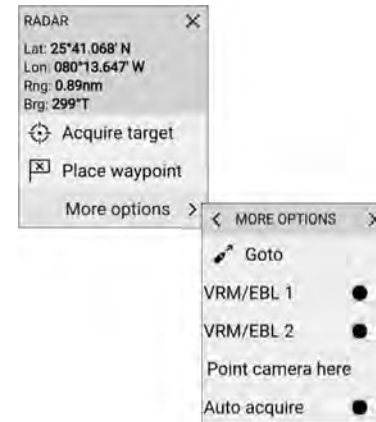 RADAR
Lat: 25°41.068' N
Lon: 080°13.647' W
Rng: 0.89nm
Brg: 299°T
Acquire target
Place waypoint
More options >
< MORE OPTIONS
Goto
VRM/EBL 1
VRM/EBL 2
Point camera here
Auto acquire